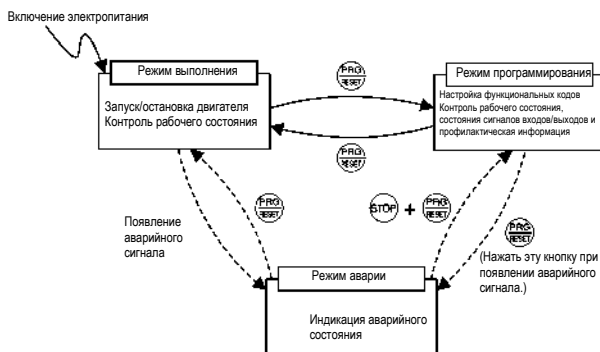 Включение электропитания
Режим выполнения
Запуск/остановка двигателя
Контроль рабочего состояния
PRG
RESET
PRG
RESET
Режим программирования
Настройка функциональных кодов
Контроль рабочего состояния,
состояния сигналов входов/выходов и
профилактическая информация
Появление
аварийного
сигнала
PRG
RESET
STOP + PRG
RESET
PRG
RESET
(Нажать эту кнопку при
появлении аварийного
сигнала.)
Режим аварии
Индикация аварийного
состояния